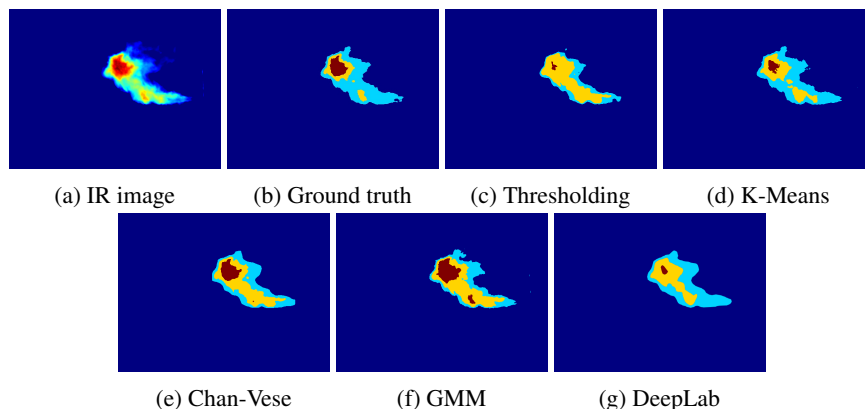 (a) IR image
(b) Ground truth
(c) Thresholding
(d) K-Means
(e) Chan-Vese
(f) GMM
(g) DeepLab